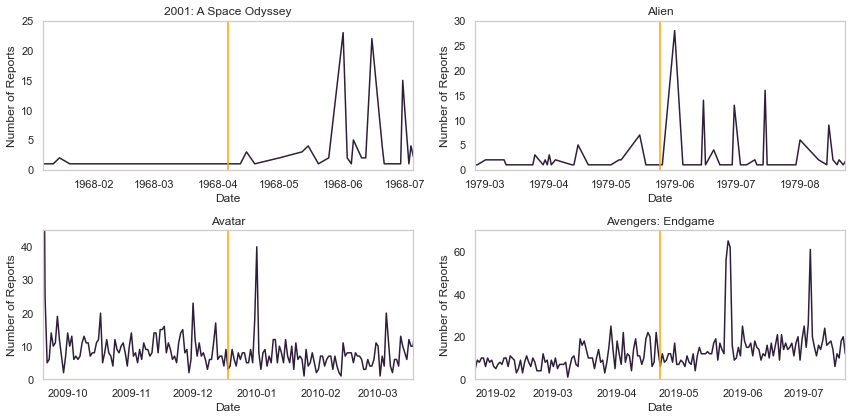 2001: A Space Odyssey
Number of Reports
25
20
15
10
5
0
1968-02 1968-03 1968-04 1968-05 1968-06 1968-07
Date
Alien
Number of Reports
30
25
20
15
10
5
0
1979-03 1979-04 1979-05 1979-06 1979-07 1979-08
Date
Avatar
Number of Reports
40
30
20
10
0
2009-10 2009-11 2009-12 2010-01 2010-02 2010-03
Date
Avengers: Endgame
Number of Reports
60
40
20
0
2019-02 2019-03 2019-04 2019-05 2019-06 2019-07
Date